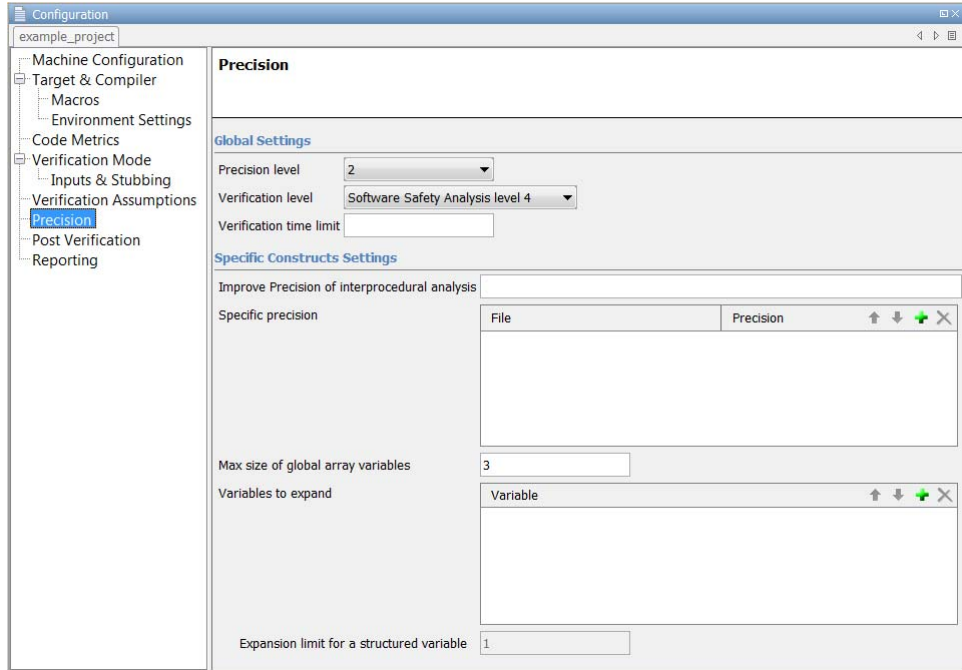 Configuration
example_project
Machine Configuration
Target & Compiler
Macros
Environment Settings
Code Metrics
Verification Mode
Inputs & Stubbing
Verification Assumptions
Precision
Post Verification
Reporting
Precision
Global Settings
Precision level 2
Verification level Software Safety Analysis level 4
Verification time limit
Specific Constructs Settings
Improve Precision of interprocedural analysis
Specific precision File Precision
Max size of global array variables 3
Variables to expand Variable
Expansion limit for a structured variable 1